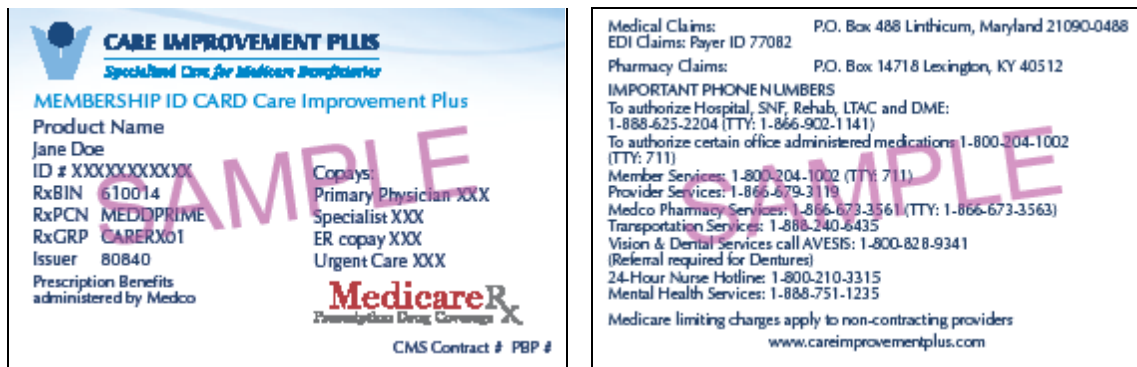 CARE IMPROVEMENT PLUS
Specialized Care for Medicare Beneficiaries
MEMBERSHIP ID CARD Care Improvement Plus
Product Name
Jane Doe
ID # XXXXXXXXXXX
RxBIN 610014
RxPCN MEDDPRIME
RxGRP CARERX01
Issuer 80840
Prescription Benefits
administered by Medco
Copays:
Primary Physician XXX
Specialist XXX
ER copay XXX
Urgent Care XXX
MedicareRx
Prescription Drug Coverage
CMS Contract # PBP #
SAMPLE
Medical Claims: P.O. Box 488 Linthicum, Maryland 21090-0488
EDI Claims: Payer ID 77082
Pharmacy Claims: P.O. Box 14718 Lexington, KY 40512
IMPORTANT PHONE NUMBERS
To authorize Hospital, SNF, Rehab, LTAC and DME:
1-888-625-2204 (TTY: 1-866-902-1141)
To authorize certain office administered medications 1-800-204-1002
(TTY: 711)
Member Services: 1-800-204-1002 (TTY: 711)
Provider Services: 1-866-679-3119
Medco Pharmacy Services: 1-866-673-3561 (TTY: 1-866-673-3563)
Transportation Services: 1-888-240-6435
Vision & Dental Services call AVESIS: 1-800-828-9341
(Referral required for Dentures)
24-Hour Nurse Hotline: 1-800-210-3315
Mental Health Services: 1-888-751-1235
Medicare limiting charges apply to non-contracting providers
www.careimprovementplus.com
SAMPLE